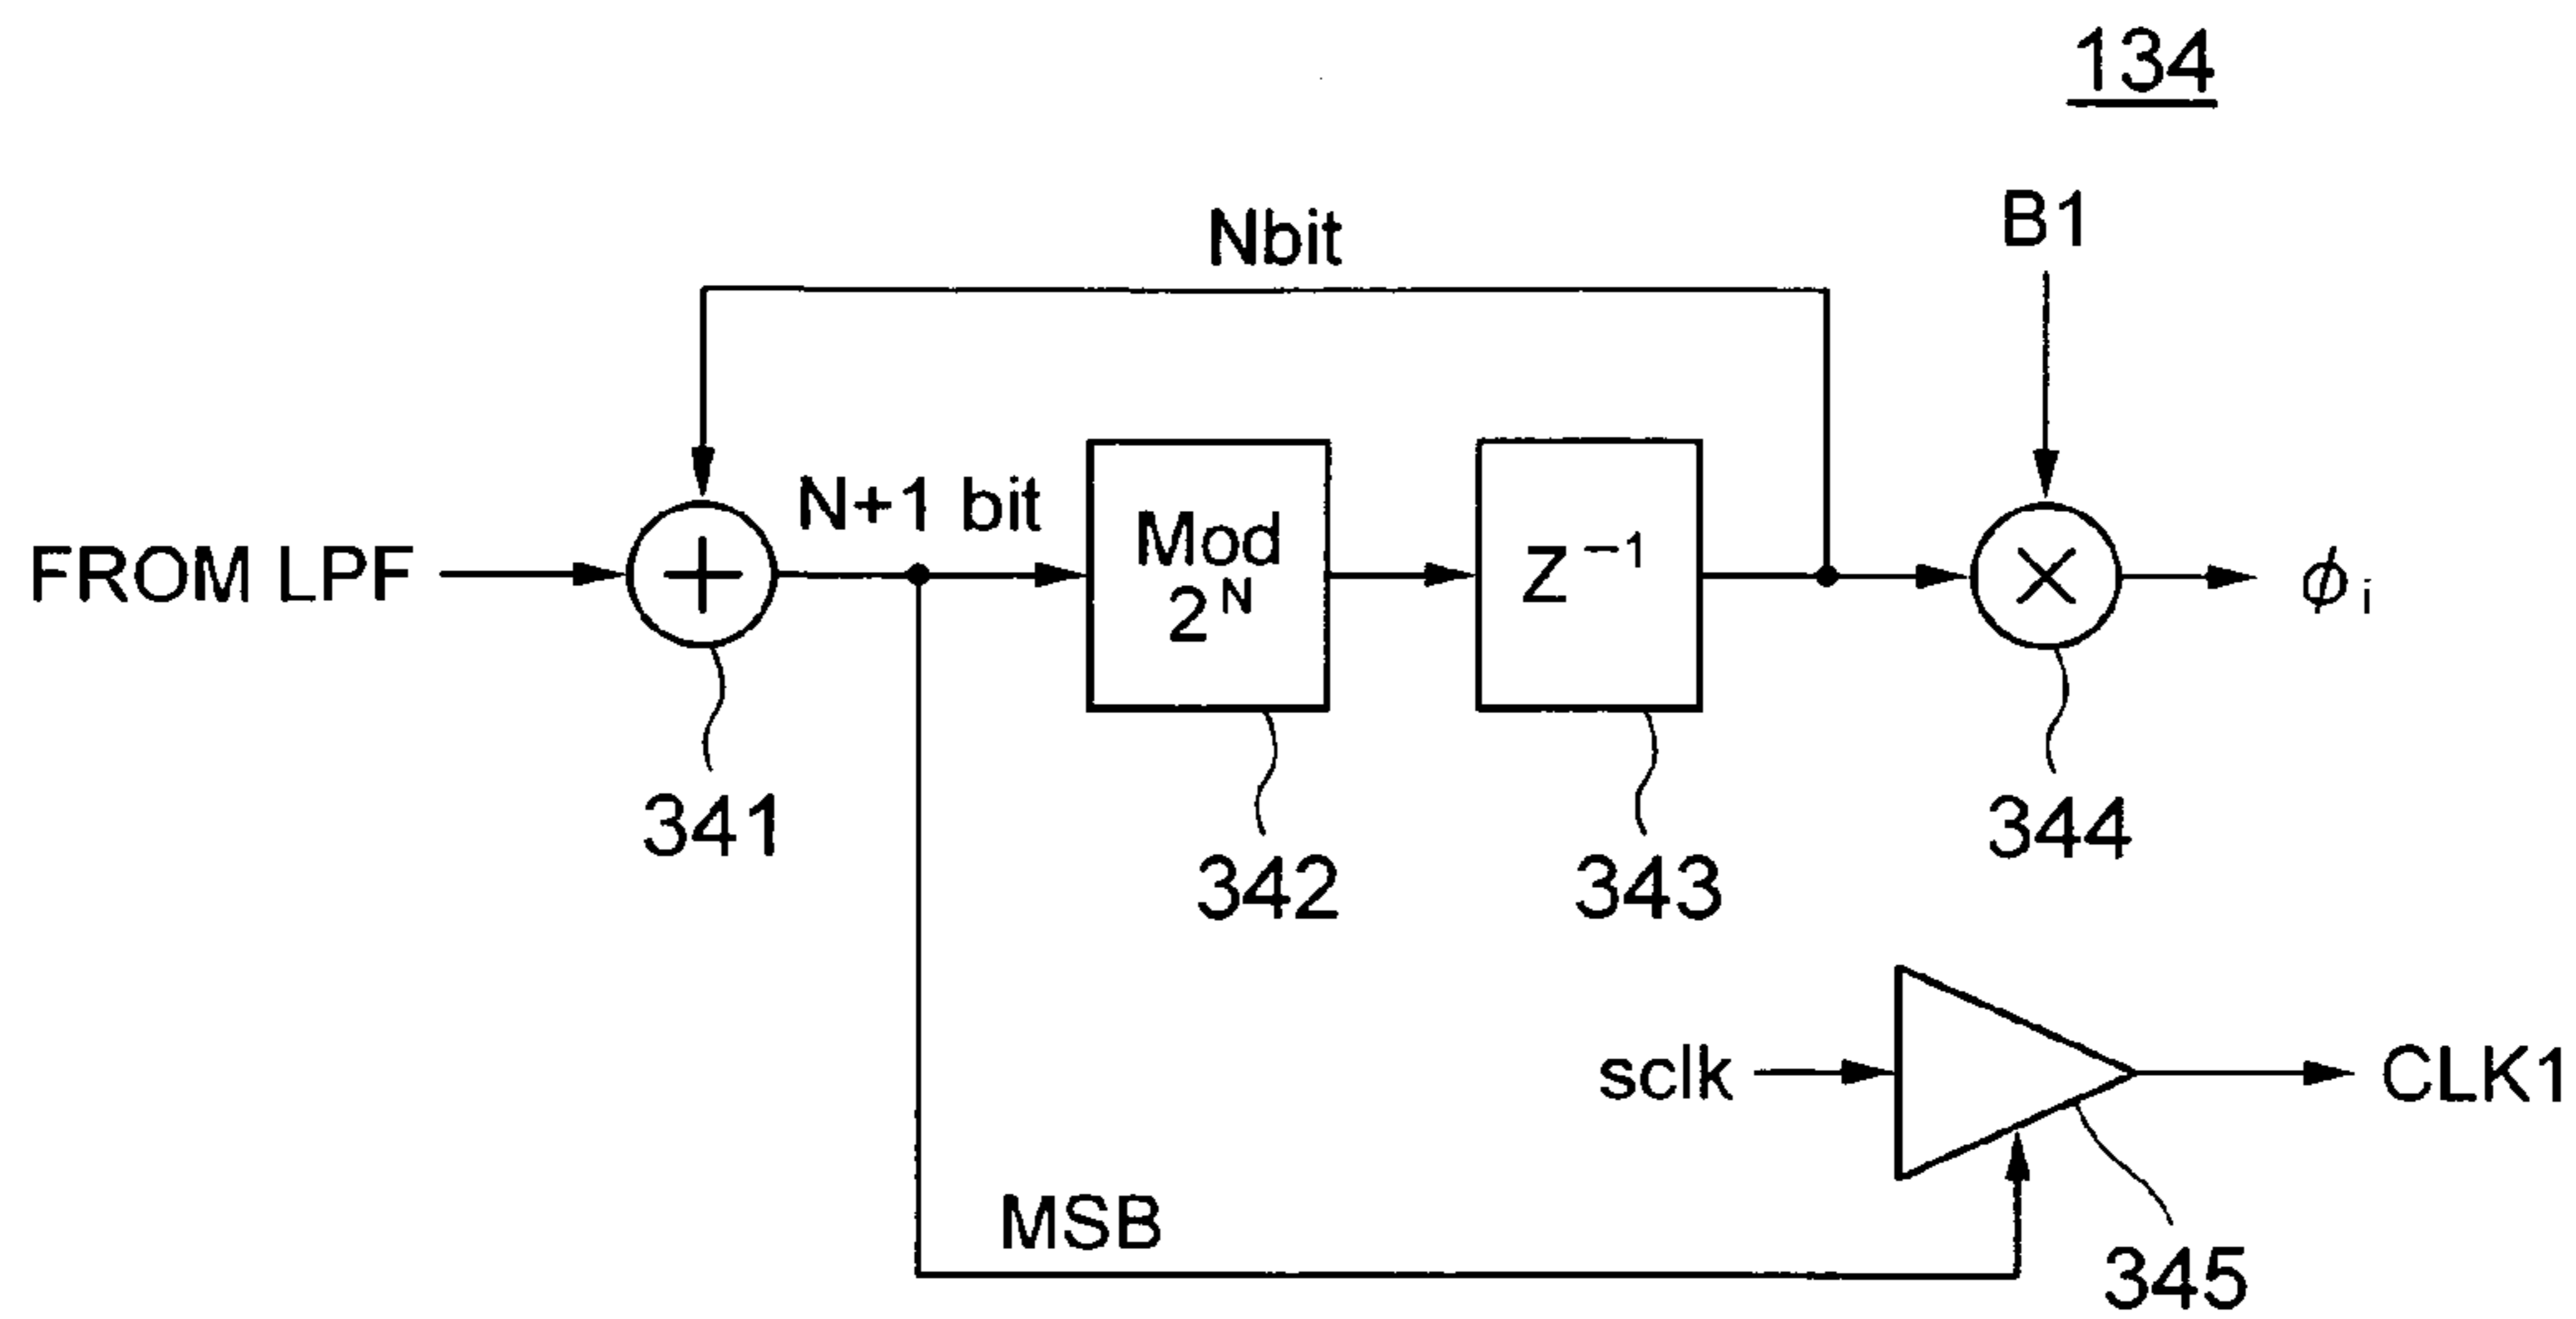 134
B1
Nbit
N+1 bit
Mod
2^N
Z^−1
FROM LPF
ϕi
341
342
343
344
sclk
CLK1
MSB
345